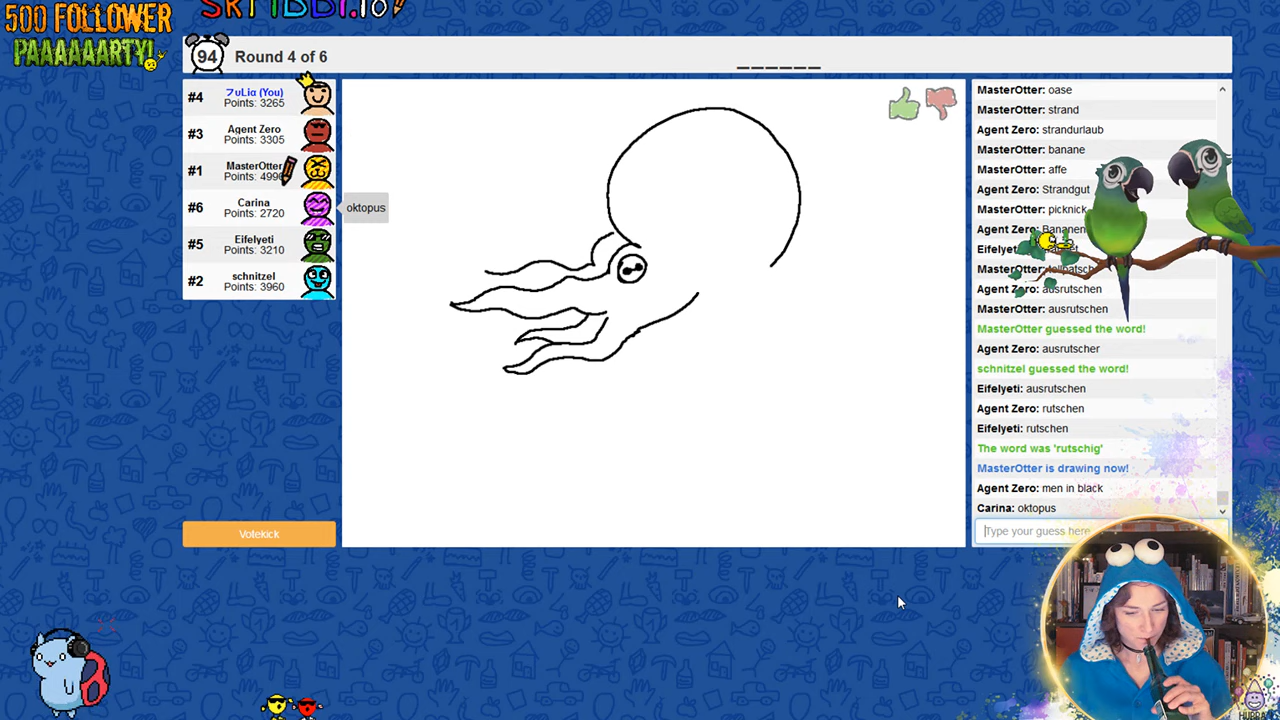 500 FOLLOWER
PAAAAAARTY!
94
Round 4 of 6
______
#4
Points: 3265
#3
Agent Zero
Points: 3305
#1
MasterOtter
#6
Carina
Points: 2720
oktopus
#5
Eifelyeti
Points: 3210
#2
schnitzel
Points: 3960
Votekick
MasterOtter: oase
MasterOtter: strand
Agent Zero: strandurlaub
MasterOtter: banane
MasterOtter: affe
Agent Zero: Strandgut
MasterOtter: picknick
Agent Zero: Bananen
Agent Zero: ausrutschen
MasterOtter: ausrutschen
MasterOtter guessed the word!
Agent Zero: ausrutscher
schnitzel guessed the word!
Eifelyeti: ausrutschen
Agent Zero: rutschen
Eifelyeti: rutschen
The word was 'rutschig'
MasterOtter is drawing now!
Agent Zero: men in black
Carina: oktopus
Type your guess here